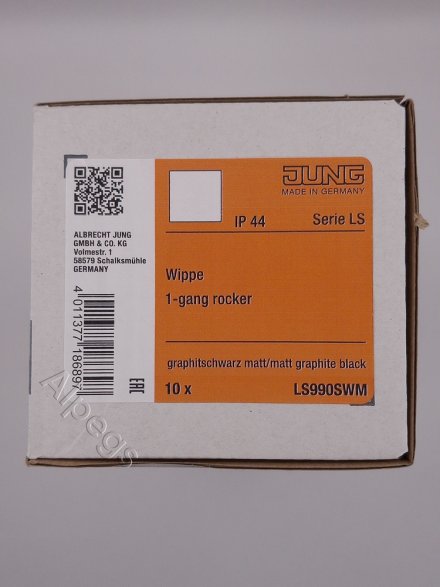 JUNG
MADE IN GERMANY
IP 44 Serie LS
ALBRECHT JUNG
GMBH & CO. KG
Volmestr. 1
58579 Schalksmühle
GERMANY
Wippe
1-gang rocker
4 011377 186897
EAC
graphitschwarz matt/matt graphite black
10 x LS990SWM
Alpegis